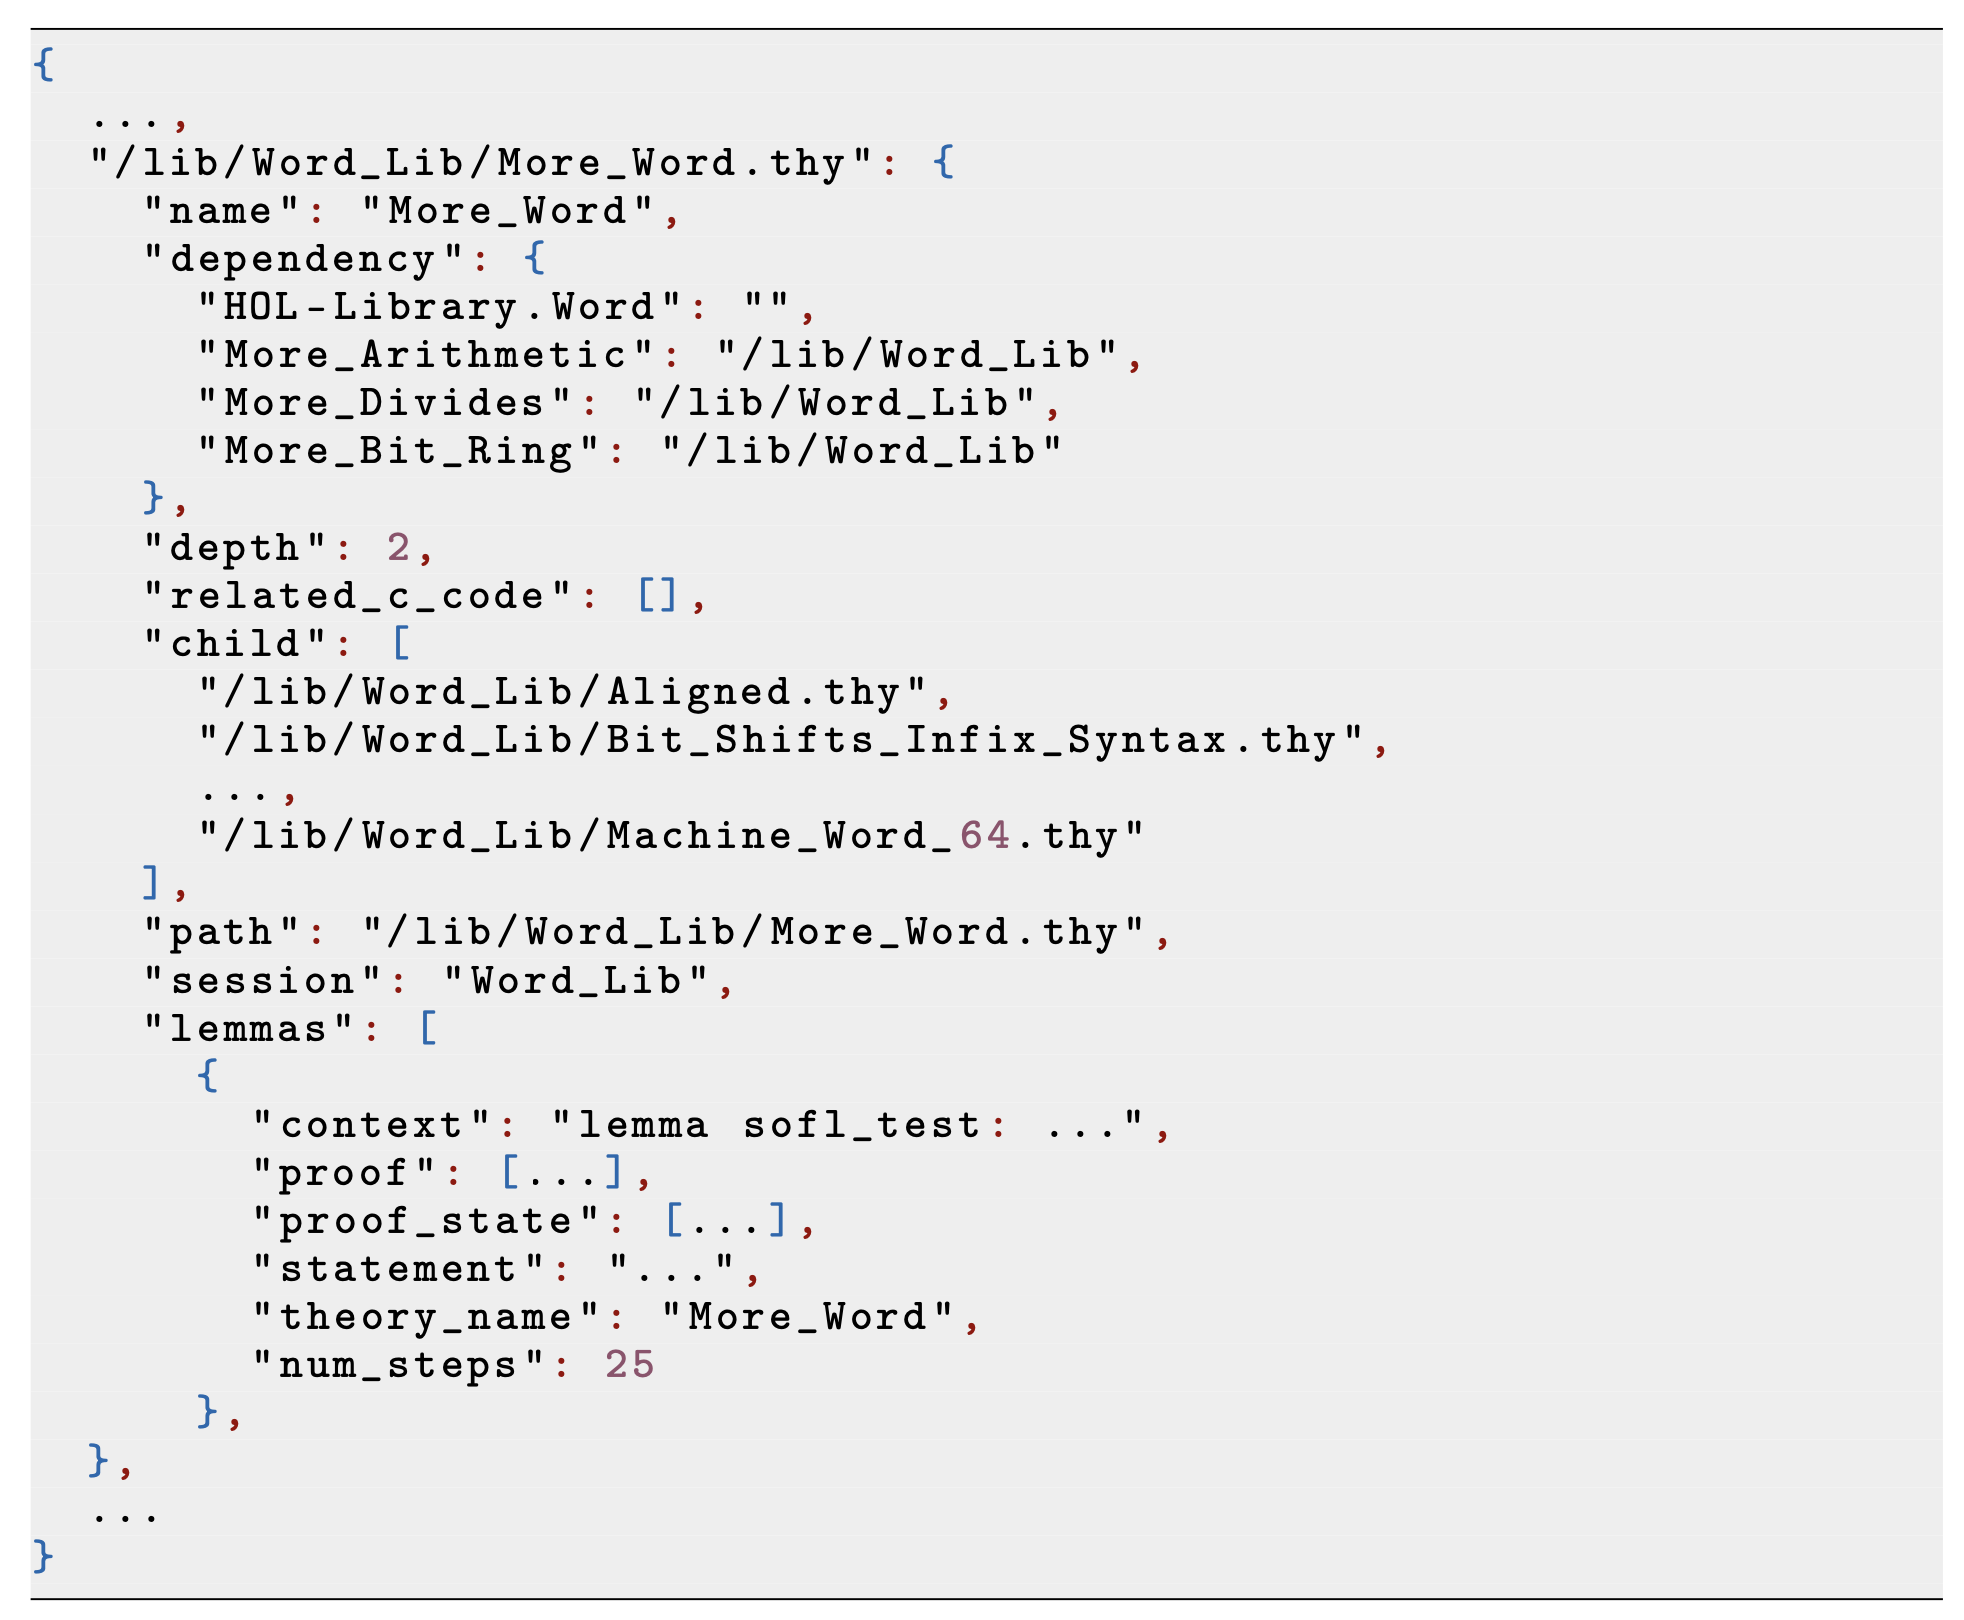 {
...,
"/lib/Word_Lib/More_Word.thy": {
"name": "More_Word",
"dependency": {
"HOL-Library.Word": "",
"More_Arithmetic": "/lib/Word_Lib",
"More_Divides": "/lib/Word_Lib",
"More_Bit_Ring": "/lib/Word_Lib"
},
"depth": 2,
"related_c_code": [],
"child": [
"/lib/Word_Lib/Aligned.thy",
"/lib/Word_Lib/Bit_Shifts_Infix_Syntax.thy",
...,
"/lib/Word_Lib/Machine_Word_64.thy"
],
"path": "/lib/Word_Lib/More_Word.thy",
"session": "Word_Lib",
"lemmas": [
{
"context": "lemma sofl_test: ...",
"proof": [...],
"proof_state": [...],
"statement": "...",
"theory_name": "More_Word",
"num_steps": 25
},
},
...
}